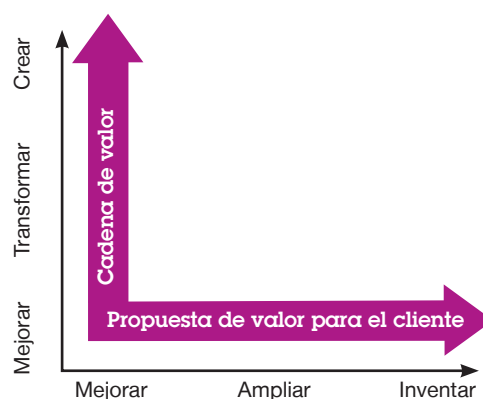 Crear
Transformar
Mejorar
Cadena de valor
Propuesta de valor para el cliente
Mejorar
Ampliar
Inventar